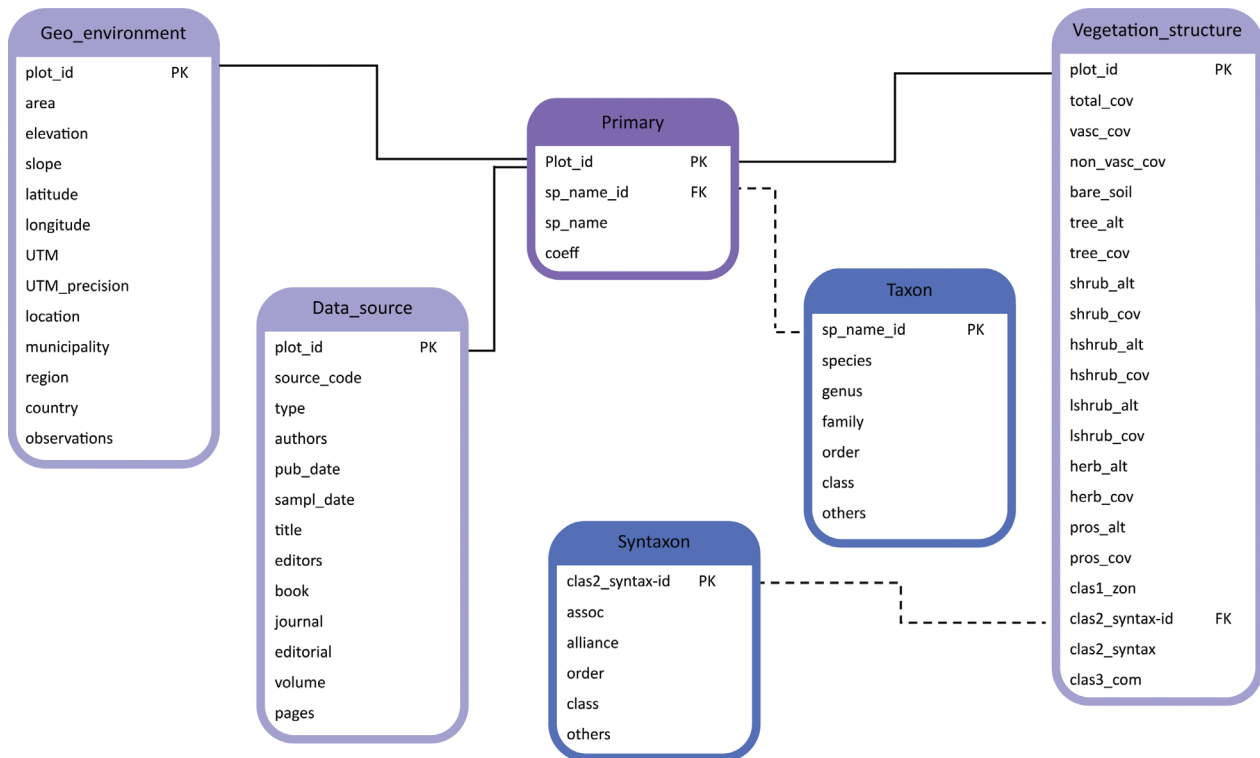 Geo_environment
plot_id PK
area
elevation
slope
latitude
longitude
UTM
UTM_precision
location
municipality
region
country
observations
Data_source
plot_id PK
source_code
type
authors
pub_date
sampl_date
title
editors
book
journal
editorial
volume
pages
Primary
Plot_id PK
sp_name_id FK
sp_name
coeff
Taxon
sp_name_id PK
species
genus
family
order
class
others
Syntaxon
clas2_syntax-id PK
assoc
alliance
order
class
others
Vegetation_structure
plot_id PK
total_cov
vasc_cov
non_vasc_cov
bare_soil
tree_alt
tree_cov
shrub_alt
shrub_cov
hshrub_alt
hshrub_cov
lshrub_alt
lshrub_cov
herb_alt
herb_cov
pros_alt
pros_cov
clas1_zon
clas2_syntax-id FK
clas2_syntax
clas3_com